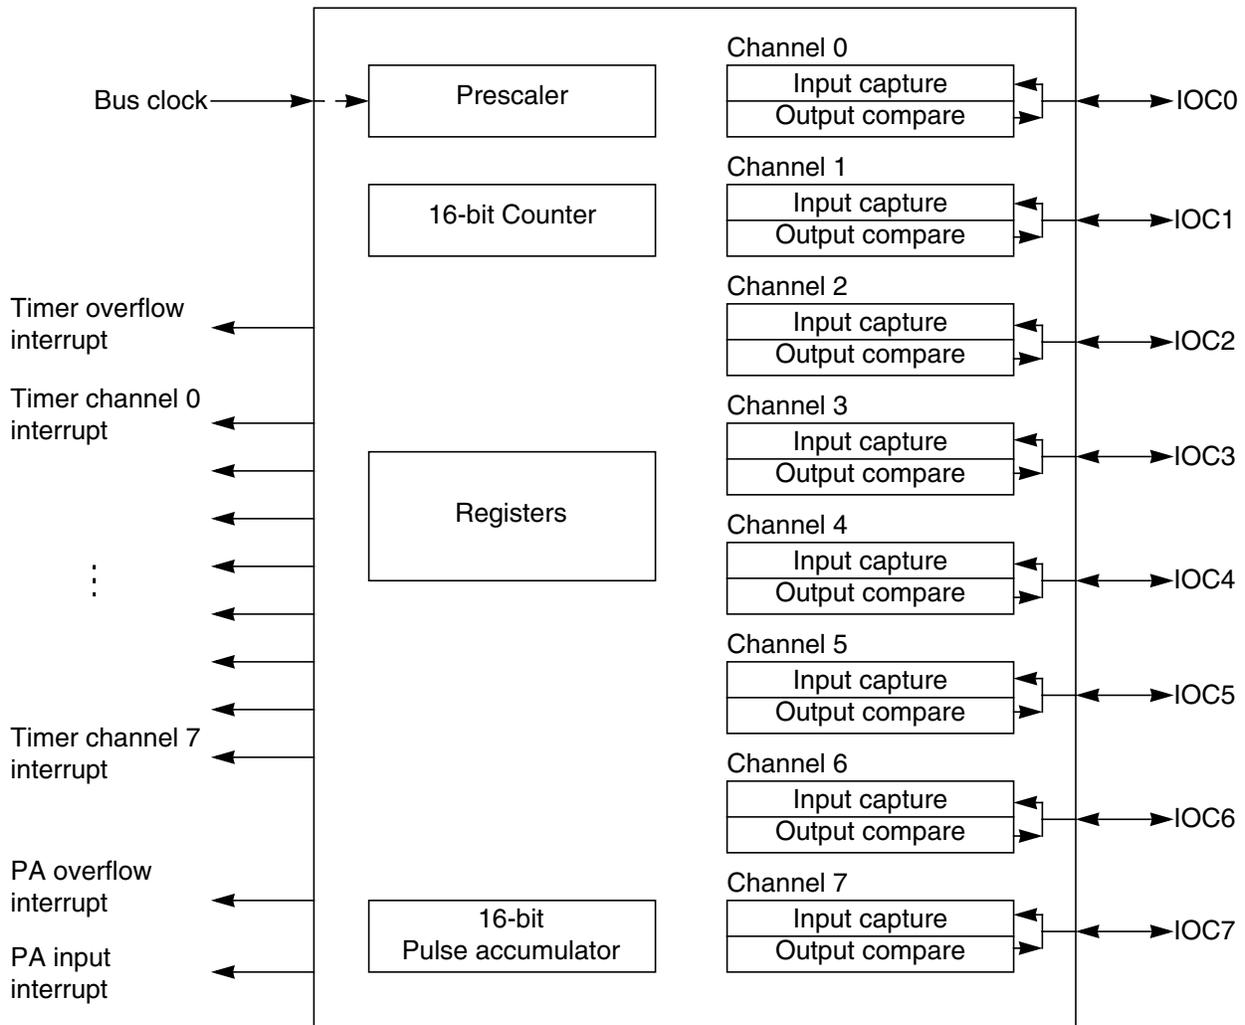 Bus clock
Prescaler
16-bit Counter
Timer overflow
interrupt
Timer channel 0
interrupt
Registers
Timer channel 7
interrupt
PA overflow
interrupt
16-bit
Pulse accumulator
PA input
interrupt
Channel 0
Input capture
Output compare
IOC0
Channel 1
Input capture
Output compare
IOC1
Channel 2
Input capture
Output compare
IOC2
Channel 3
Input capture
Output compare
IOC3
Channel 4
Input capture
Output compare
IOC4
Channel 5
Input capture
Output compare
IOC5
Channel 6
Input capture
Output compare
IOC6
Channel 7
Input capture
Output compare
IOC7